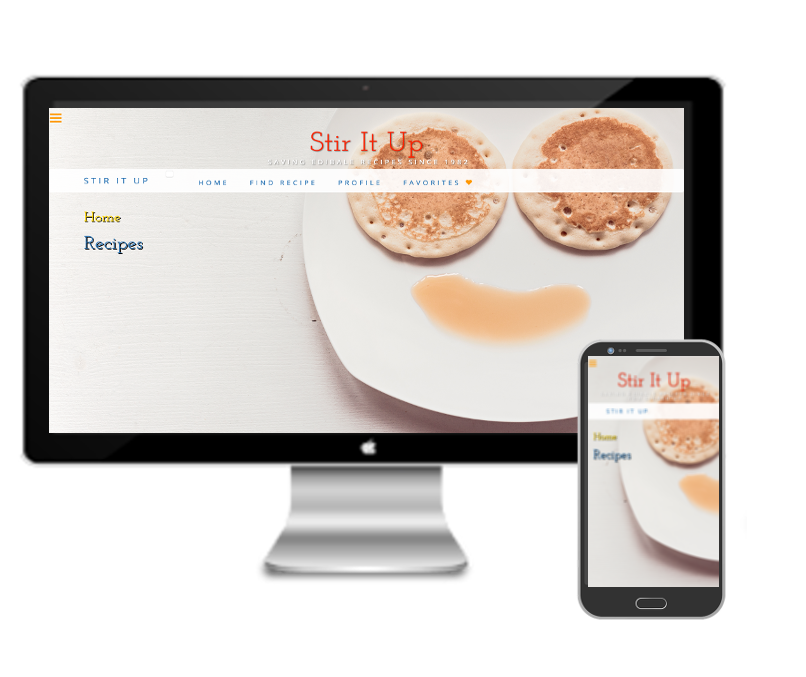 Stir It Up
SAVING EDIBALE RECIPES SINCE 1982
STIR IT UP HOME FIND RECIPE PROFILE FAVORITES
Home
Recipes
Stir It Up
STIR IT UP
Home
Recipes